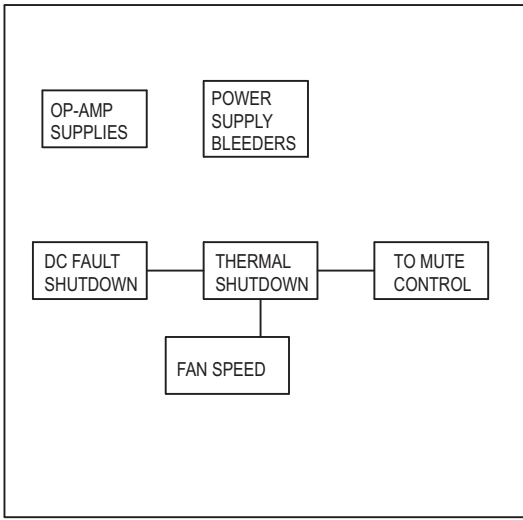 OP-AMP
SUPPLIES
POWER
SUPPLY
BLEEDERS
DC FAULT
SHUTDOWN
THERMAL
SHUTDOWN
TO MUTE
CONTROL
FAN SPEED